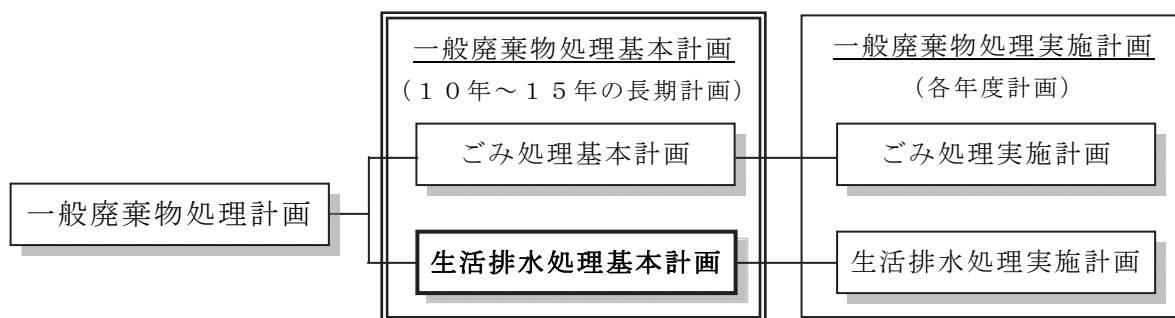 一般廃棄物処理計画
一般廃棄物処理基本計画
(１０年～１５年の長期計画)
ごみ処理基本計画
生活排水処理基本計画
一般廃棄物処理実施計画
(各年度計画)
ごみ処理実施計画
生活排水処理実施計画